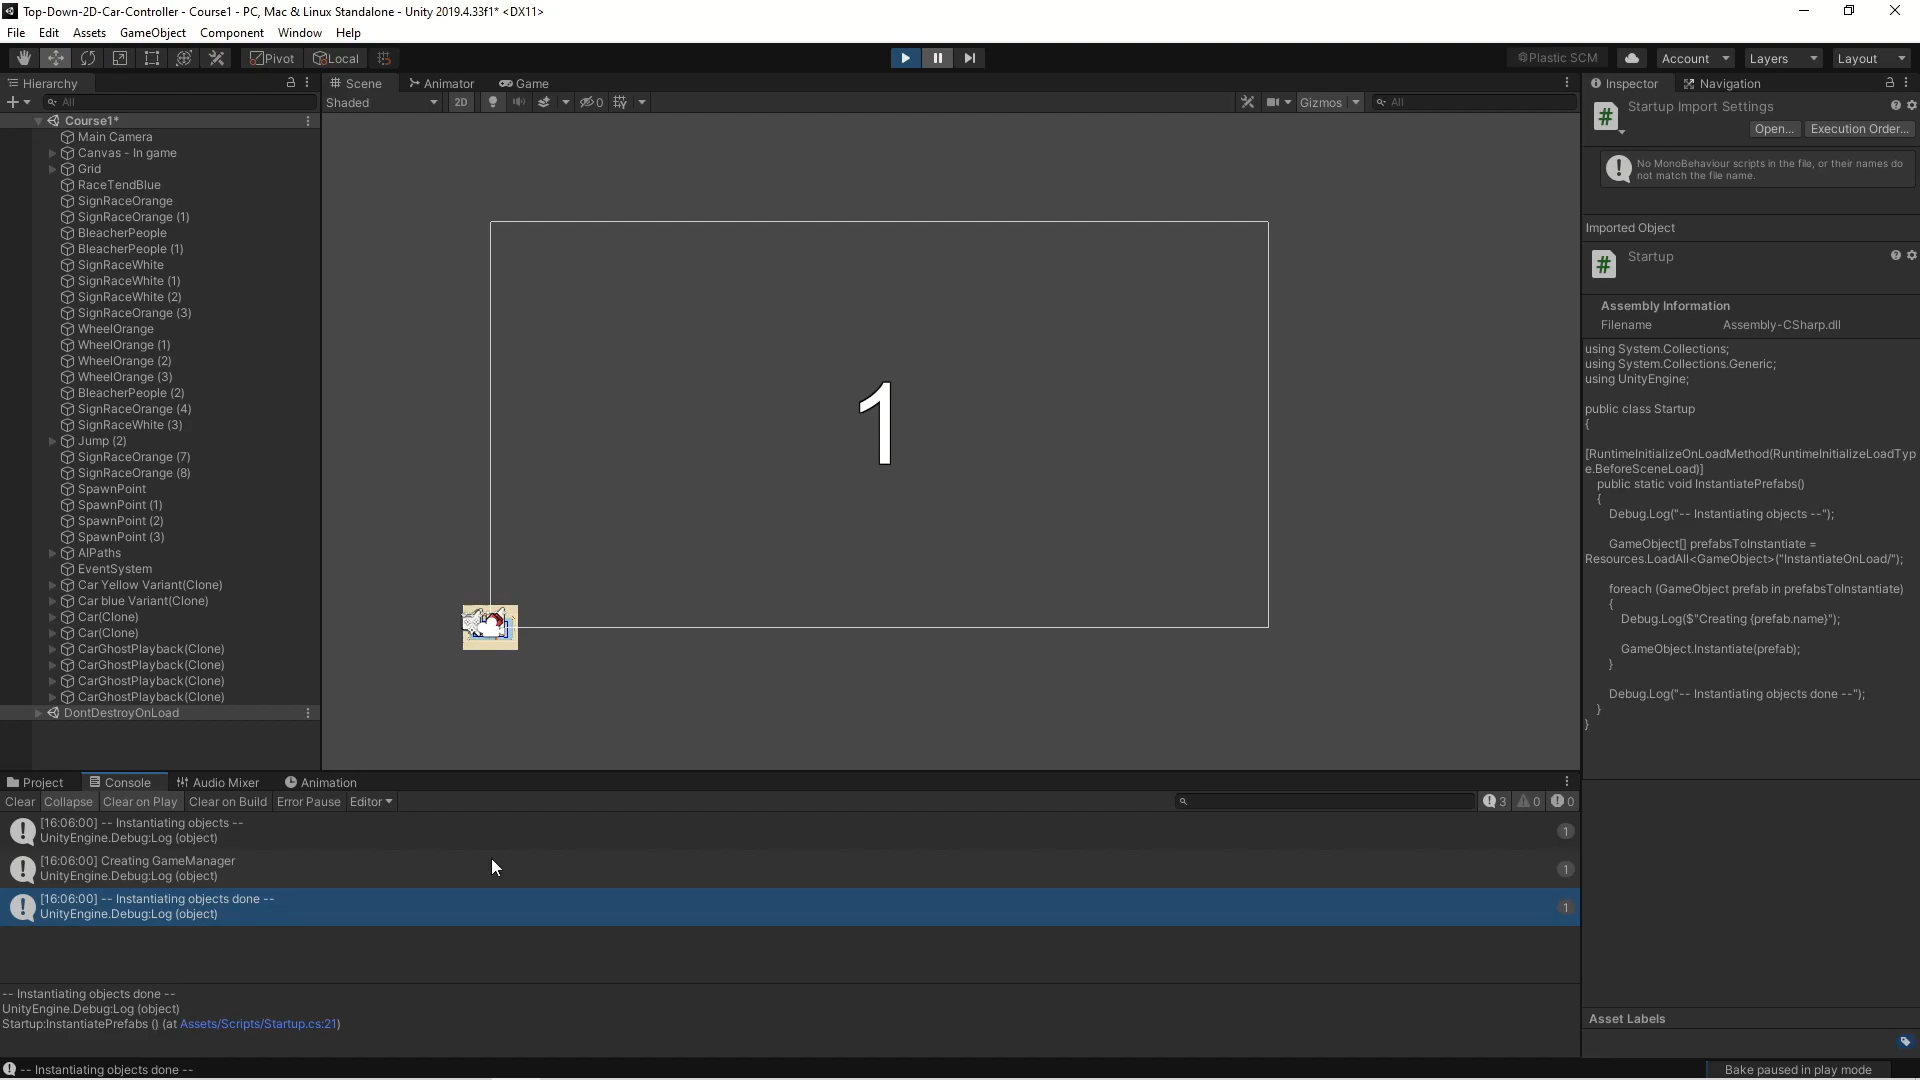 Top-Down-2D-Car-Controller - Course1 - PC, Mac & Linux Standalone - Unity 2019.4.33f1* <DX11>
File Edit Assets GameObject Component Window Help
Pivot Local Plastic SCM Account Layers Layout
Hierarchy
All
Course1*
Main Camera
Canvas - In game
Grid
RaceTendBlue
SignRaceOrange
SignRaceOrange (1)
BleacherPeople
BleacherPeople (1)
SignRaceWhite
SignRaceWhite (1)
SignRaceWhite (2)
SignRaceOrange (3)
WheelOrange
WheelOrange (1)
WheelOrange (2)
WheelOrange (3)
BleacherPeople (2)
SignRaceOrange (4)
SignRaceWhite (3)
Jump (2)
SignRaceOrange (7)
SignRaceOrange (8)
SpawnPoint
SpawnPoint (1)
SpawnPoint (2)
SpawnPoint (3)
AIPaths
EventSystem
Car Yellow Variant(Clone)
Car blue Variant(Clone)
Car(Clone)
Car(Clone)
CarGhostPlayback(Clone)
CarGhostPlayback(Clone)
CarGhostPlayback(Clone)
CarGhostPlayback(Clone)
DontDestroyOnLoad
Scene Animator Game
Shaded 2D 0 Gizmos All
1
Inspector Navigation
Startup Import Settings
Open... Execution Order...
No MonoBehaviour scripts in the file, or their names do
not match the file name.
Imported Object
Startup
Assembly Information
Filename Assembly-CSharp.dll
using System.Collections;
using System.Collections.Generic;
using UnityEngine;
public class Startup
{
[RuntimeInitializeOnLoadMethod(RuntimeInitializeLoadTyp
e.BeforeSceneLoad)]
public static void InstantiatePrefabs()
{
Debug.Log("-- Instantiating objects --");
GameObject[] prefabsToInstantiate =
Resources.LoadAll<GameObject>("InstantiateOnLoad/");
foreach (GameObject prefab in prefabsToInstantiate)
{
Debug.Log($"Creating {prefab.name}");
GameObject.Instantiate(prefab);
}
Debug.Log("-- Instantiating objects done --");
}
}
Asset Labels
Project Console Audio Mixer Animation
Clear Collapse Clear on Play Clear on Build Error Pause Editor 3 0 0
[16:06:00] -- Instantiating objects --
UnityEngine.Debug:Log (object)
1
[16:06:00] Creating GameManager
UnityEngine.Debug:Log (object)
1
[16:06:00] -- Instantiating objects done --
UnityEngine.Debug:Log (object)
1
-- Instantiating objects done --
UnityEngine.Debug:Log (object)
Startup:InstantiatePrefabs () (at Assets/Scripts/Startup.cs:21)
-- Instantiating objects done --
Bake paused in play mode